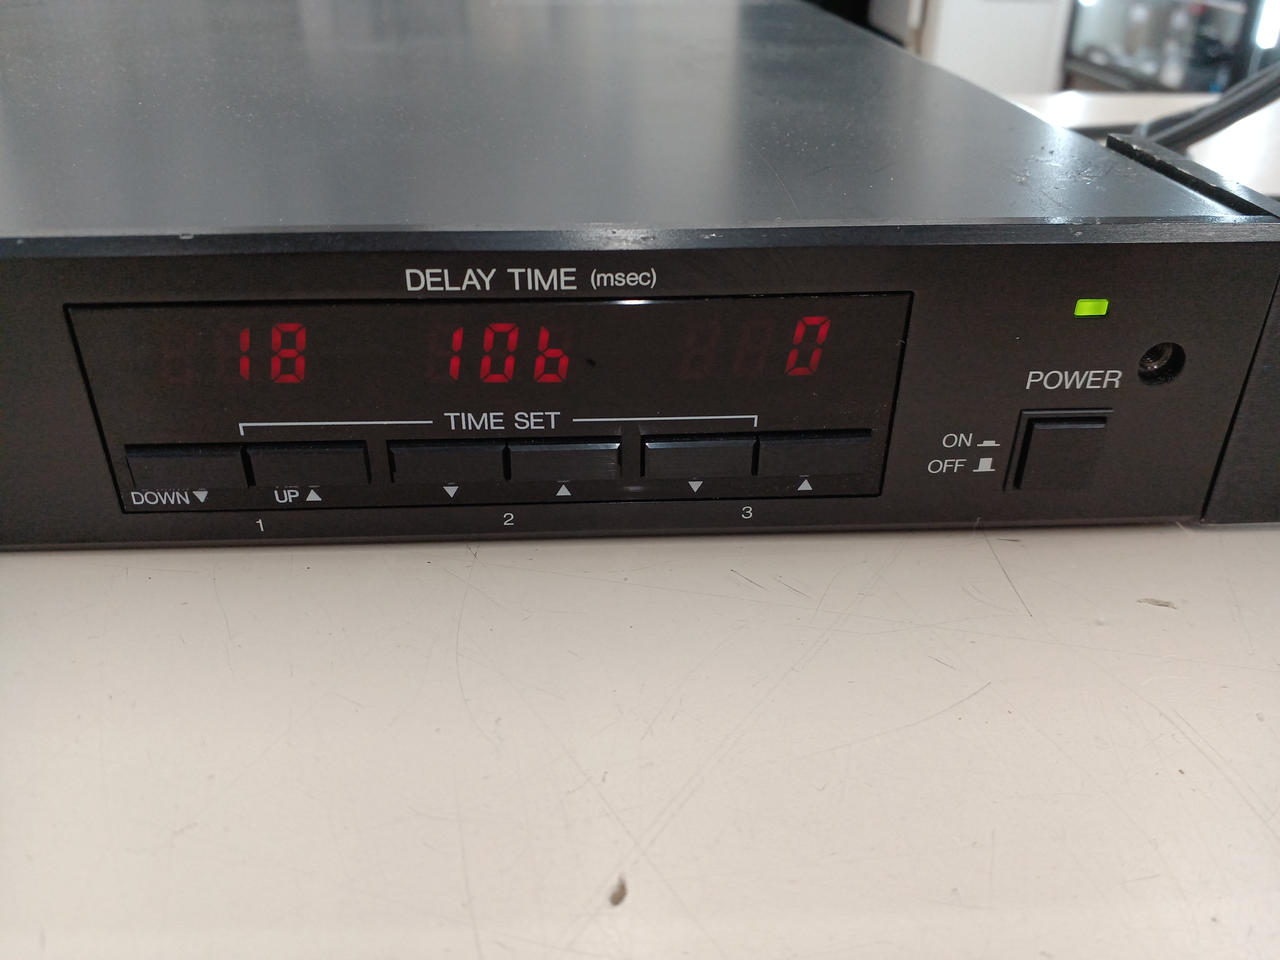 DELAY TIME (msec)
18 106 0
TIME SET
DOWN ▼ UP ▲ ▼ ▲ ▼ ▲
1 2 3
POWER
ON
OFF